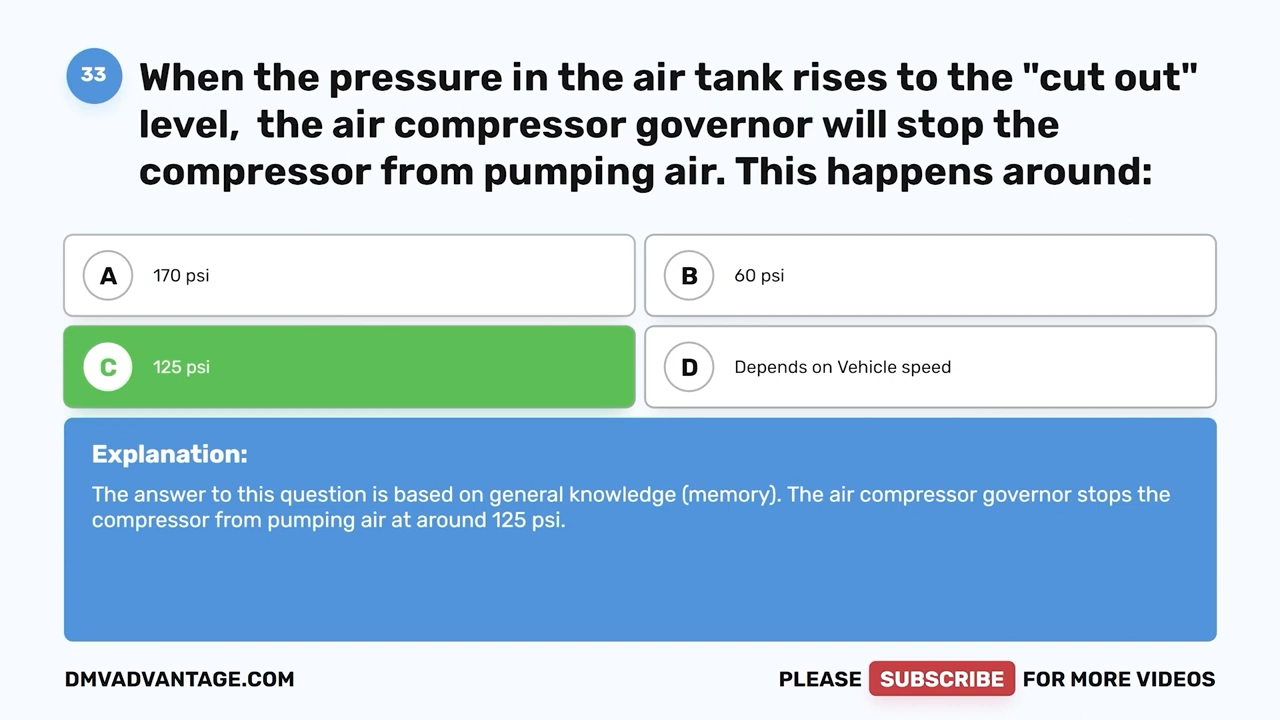 33
When the pressure in the air tank rises to the "cut out"
level,  the air compressor governor will stop the
compressor from pumping air. This happens around:
A 170 psi
B 60 psi
C 125 psi
D Depends on Vehicle speed
Explanation:
The answer to this question is based on general knowledge (memory). The air compressor governor stops the
compressor from pumping air at around 125 psi.
DMVADVANTAGE.COM
PLEASE SUBSCRIBE FOR MORE VIDEOS